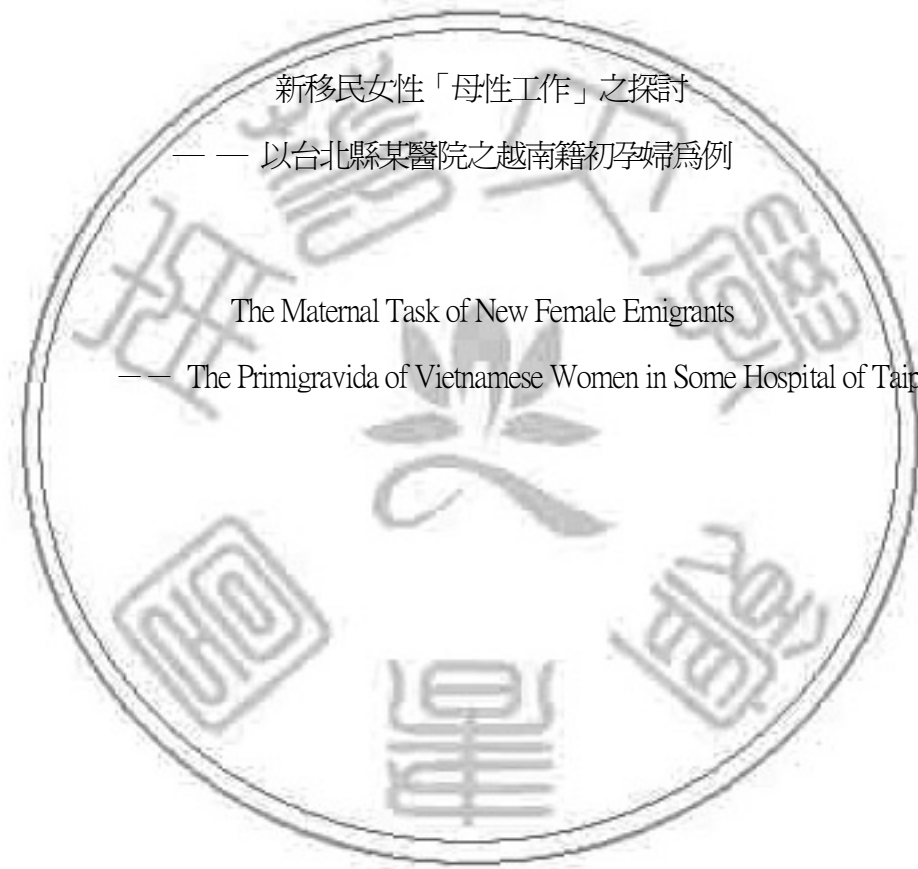 新移民女性「母性工作」之探討
— — 以台北縣某醫院之越南籍初孕婦爲例
The Maternal Task of New Female Emigrants
—— The Primigravida of Vietnamese Women in Some Hospital of Taip